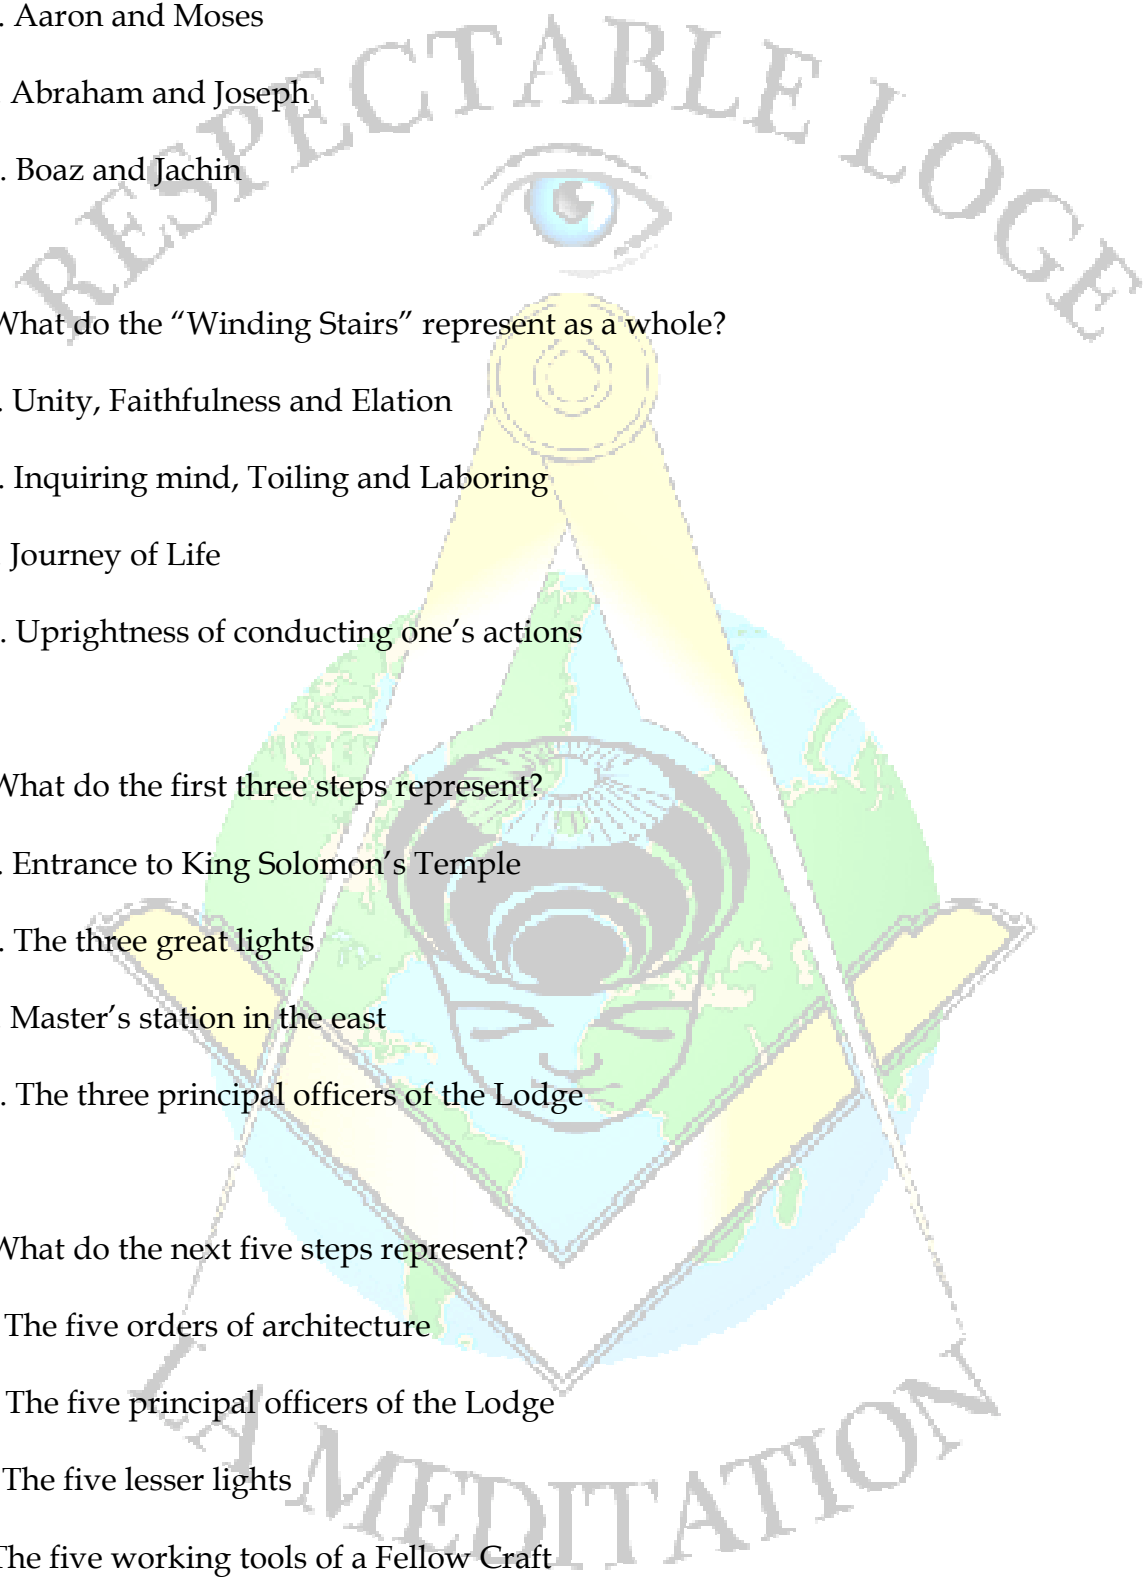 . Aaron and Moses
Abraham and Joseph
. Boaz and Jachin
What do the “Winding Stairs” represent as a whole?
. Unity, Faithfulness and Elation
. Inquiring mind, Toiling and Laboring
Journey of Life
. Uprightness of conducting one’s actions
What do the first three steps represent?
. Entrance to King Solomon’s Temple
. The three great lights
Master’s station in the east
. The three principal officers of the Lodge
What do the next five steps represent?
The five orders of architecture
The five principal officers of the Lodge
The five lesser lights
The five working tools of a Fellow Craft
RESPECTABLE LOGE
LA MEDITATION